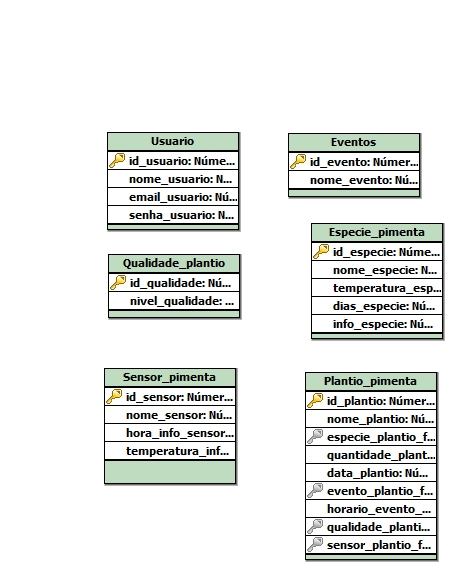 Usuario
id_usuario: Núme...
nome_usuario: N...
email_usuario: Nú...
senha_usuario: N...
Eventos
id_evento: Númer...
nome_evento: Nú...
Especie_pimenta
id_especie: Núme...
nome_especie: N...
temperatura_esp...
dias_especie: Nú...
info_especie: Nú...
Qualidade_plantio
id_qualidade: Nú...
nivel_qualidade: ...
Sensor_pimenta
id_sensor: Númer...
nome_sensor: Nú...
hora_info_sensor...
temperatura_inf...
Plantio_pimenta
id_plantio: Númer...
nome_plantio: Nú...
especie_plantio_f...
quantidade_plant...
data_plantio: Nú...
evento_plantio_f...
horario_evento_...
qualidade_planti...
sensor_plantio_f...